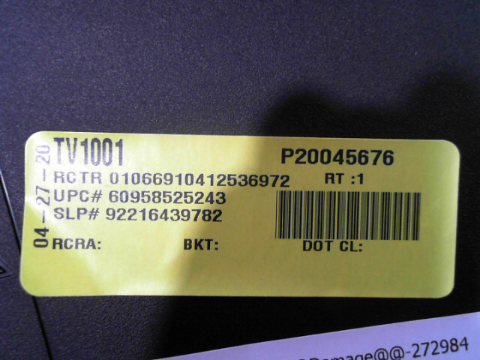 04-27-20
TV1001
P20045676
RCTR 01066910412536972
RT :1
UPC# 60958525243
SLP# 92216439782
RCRA:
BKT:
DOT CL:
Damage@@-272984